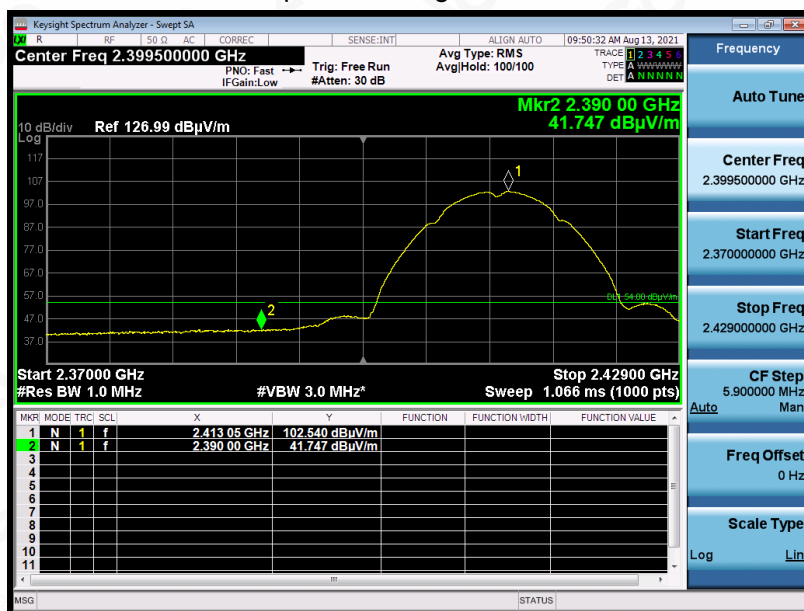 Keysight Spectrum Analyzer - Swept SA
LXI R RF 50 Ω AC CORREC SENSE:INT ALIGN AUTO 09:50:32 AM Aug 13, 2021
Center Freq 2.399500000 GHz
PNO: Fast
IFGain:Low
Trig: Free Run
#Atten: 30 dB
Avg Type: RMS
Avg|Hold: 100/100
TRACE 1 2 3 4 5 6
TYPE A WWWWW
DET A N N N N N
Mkr2 2.390 00 GHz
41.747 dBµV/m
10 dB/div Ref 126.99 dBµV/m
Log
117
107
97.0
87.0
77.0
67.0
57.0
47.0
37.0
1
2
DL1 54.00 dBµV/m
Start 2.37000 GHz Stop 2.42900 GHz
#Res BW 1.0 MHz #VBW 3.0 MHz* Sweep 1.066 ms (1000 pts)
MKR MODE TRC SCL X Y FUNCTION FUNCTION WIDTH FUNCTION VALUE
1 N 1 f 2.413 05 GHz 102.540 dBµV/m
2 N 1 f 2.390 00 GHz 41.747 dBµV/m
3
4
5
6
7
8
9
10
11
MSG STATUS
Frequency
Auto Tune
Center Freq
2.399500000 GHz
Start Freq
2.370000000 GHz
Stop Freq
2.429000000 GHz
CF Step
5.900000 MHz
Auto Man
Freq Offset
0 Hz
Scale Type
Log Lin